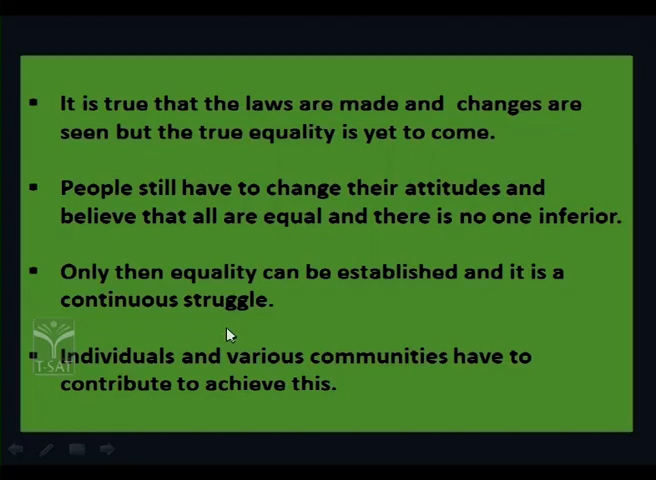 ▪ It is true that the laws are made and changes are
seen but the true equality is yet to come.
▪ People still have to change their attitudes and
believe that all are equal and there is no one inferior.
▪ Only then equality can be established and it is a
continuous struggle.
▪ Individuals and various communities have to
T-SAT
contribute to achieve this.